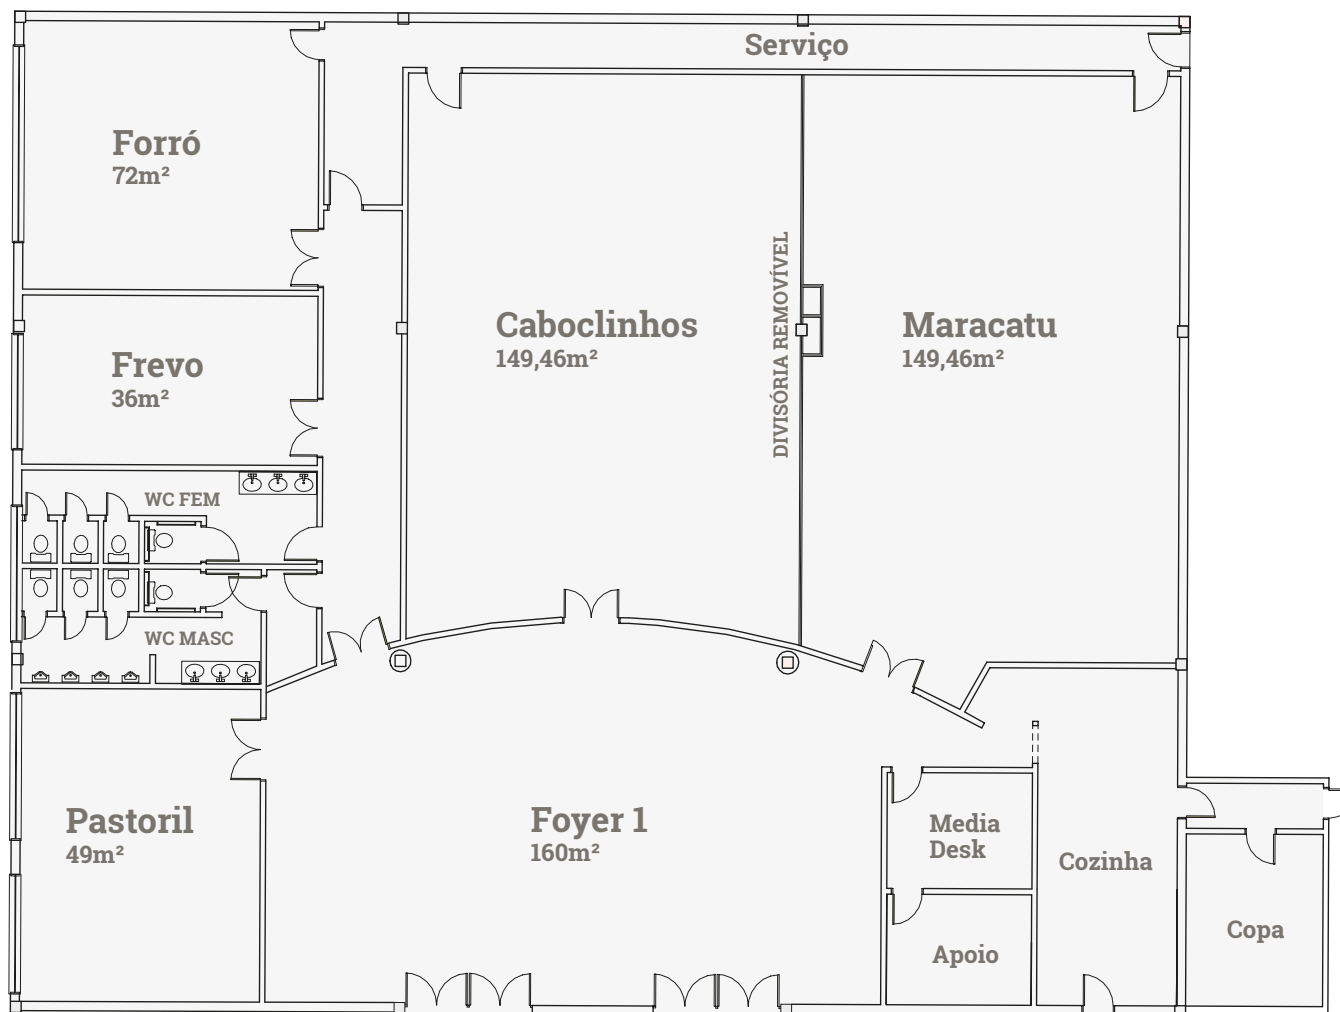 Serviço
Forró
72m²
Caboclinhos
149,46m²
DIVISÓRIA REMOVÍVEL
Maracatu
149,46m²
Frevo
36m²
WC FEM
WC MASC
Pastoril
49m²
Foyer 1
160m²
Media
Desk
Cozinha
Apoio
Copa